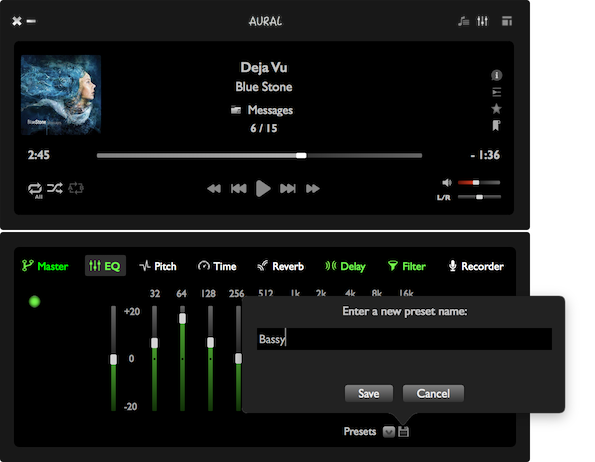 AURAL
Deja Vu
Blue Stone
BlueStone
Messages
6 / 15
2:45
- 1:36
All
L/R
Master
EQ
Pitch
Time
Reverb
Delay
Filter
Recorder
32 64 128 256 512 1k 2k 4k 8k 16k
+20
0
-20
Enter a new preset name:
Bassy
Save
Cancel
Presets